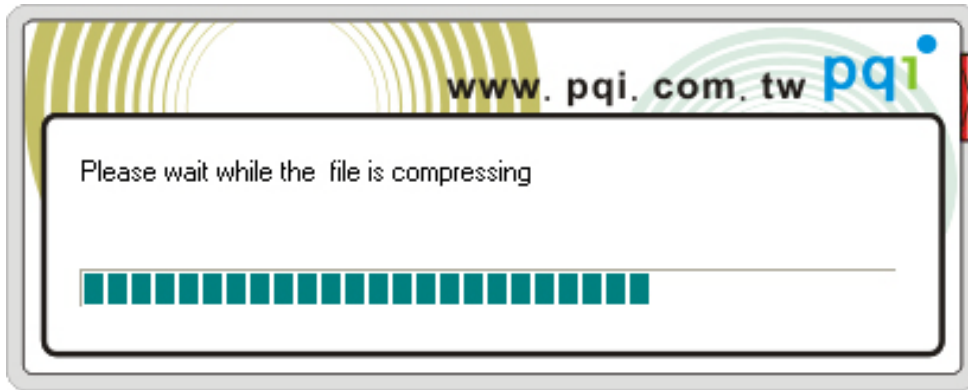 www. pqi. com. tw pqi
Please wait while the file is compressing